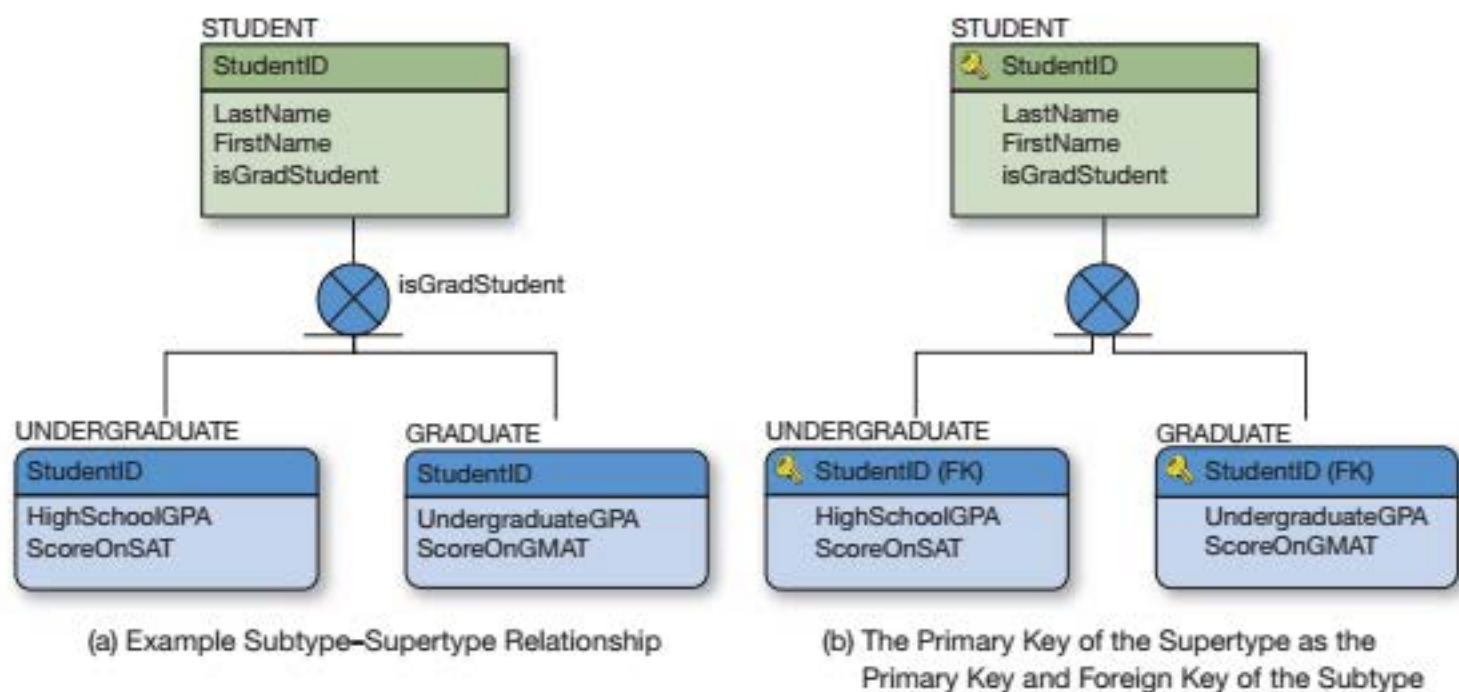 STUDENT
StudentID
LastName
FirstName
isGradStudent
isGradStudent
UNDERGRADUATE
StudentID
HighSchoolGPA
ScoreOnSAT
GRADUATE
StudentID
UndergraduateGPA
ScoreOnGMAT
(a) Example Subtype–Supertype Relationship
STUDENT
StudentID
LastName
FirstName
isGradStudent
UNDERGRADUATE
StudentID (FK)
HighSchoolGPA
ScoreOnSAT
GRADUATE
StudentID (FK)
UndergraduateGPA
ScoreOnGMAT
(b) The Primary Key of the Supertype as the
Primary Key and Foreign Key of the Subtype